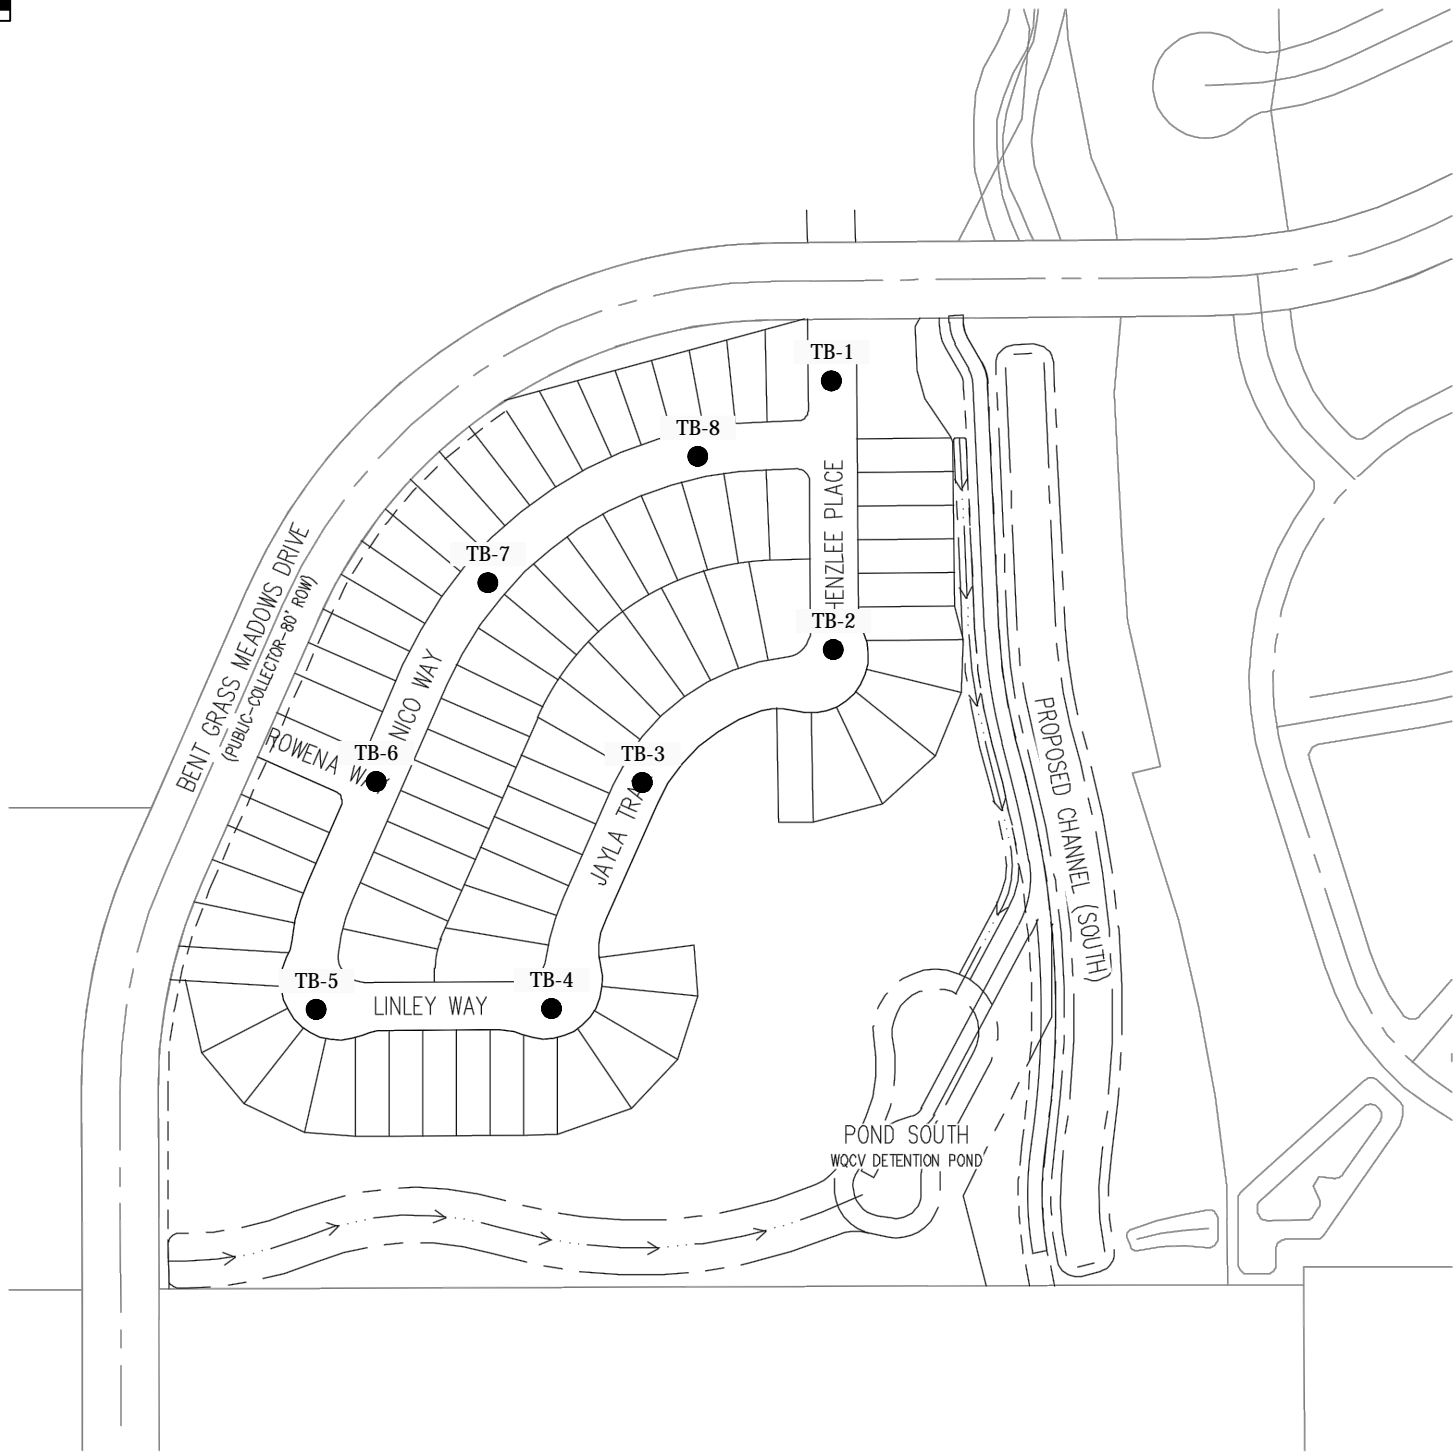 TB-1
TB-8
HENZLEE PLACE
TB-7
BENT GRASS MEADOWS DRIVE
(PUBLIC-COLLECTOR-80' ROW)
TB-2
NICO WAY
ROWENA
TB-6
TB-3
JAYLA
PROPOSED CHANNEL (SOUTH)
TB-5
TB-4
LINLEY WAY
POND SOUTH
WQCV DETENTION POND